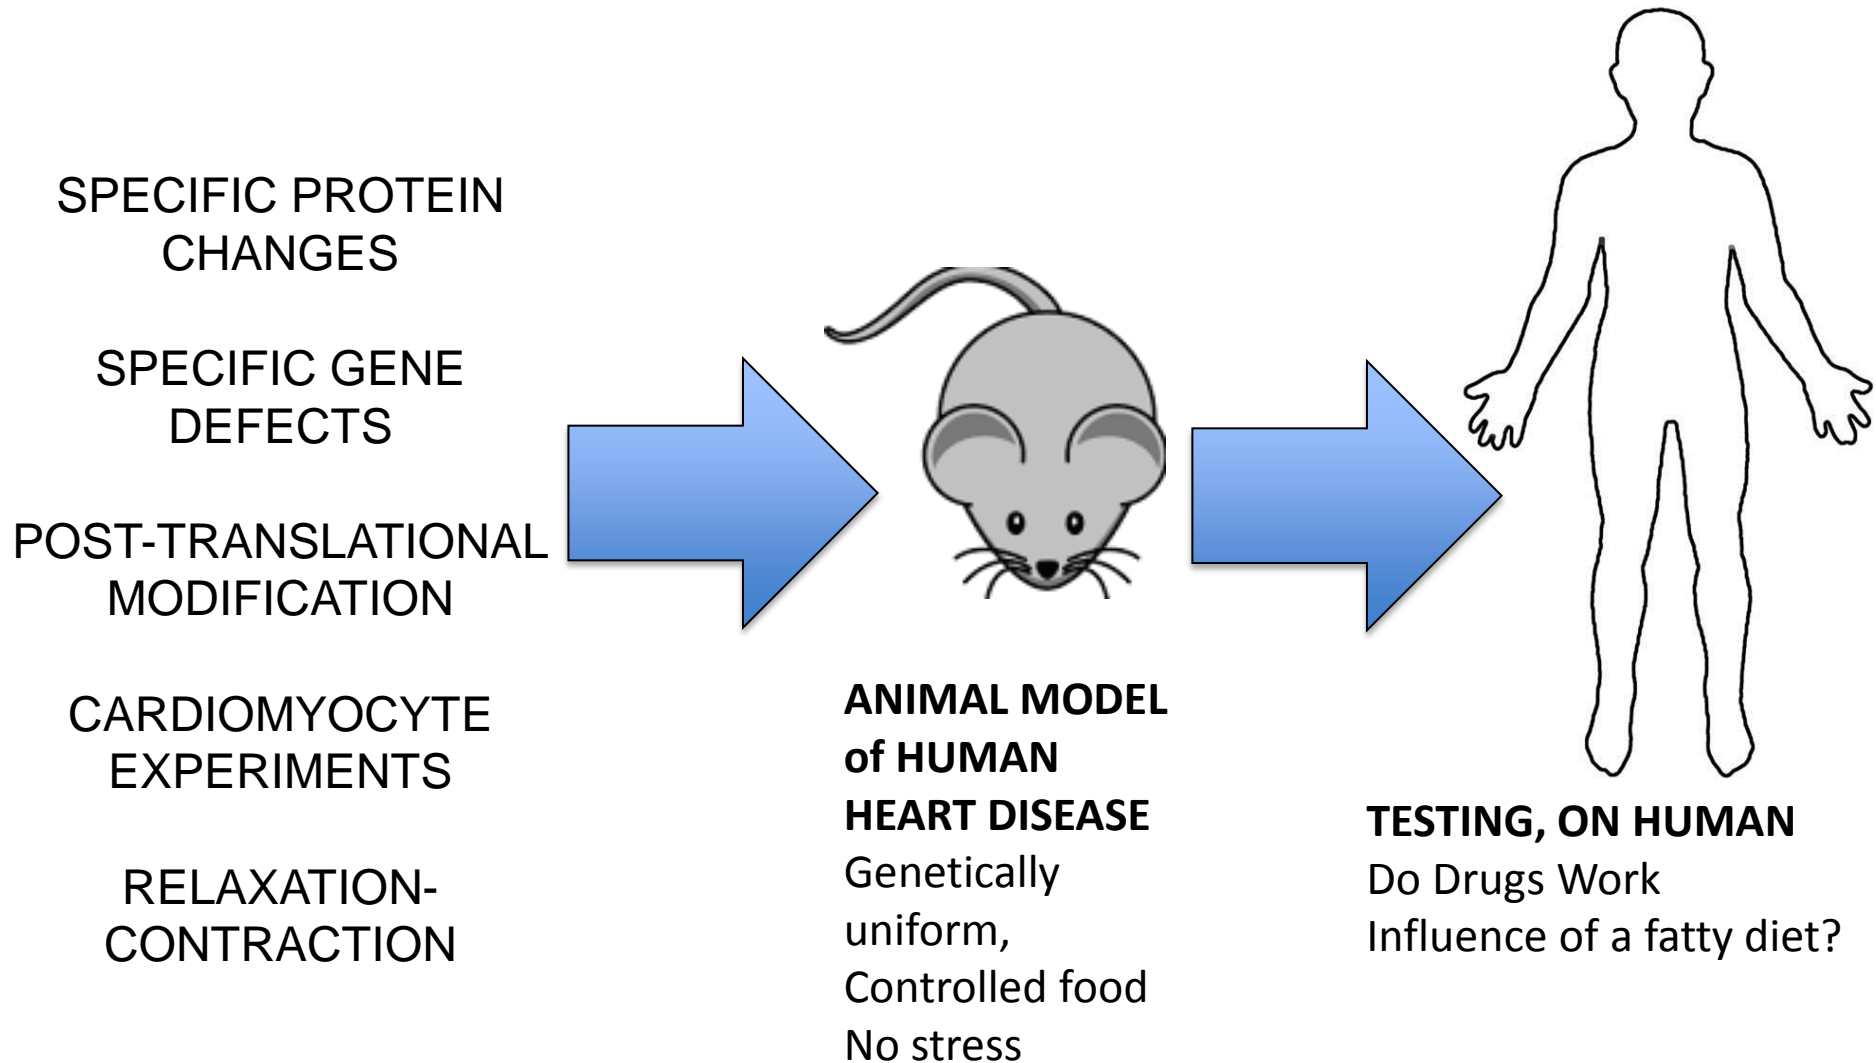 SPECIFIC PROTEIN
CHANGES
SPECIFIC GENE
DEFECTS
POST-TRANSLATIONAL
MODIFICATION
CARDIOMYOCYTE
EXPERIMENTS
RELAXATION-
CONTRACTION
ANIMAL MODEL
of HUMAN
HEART DISEASE
Genetically
uniform,
Controlled food
No stress
TESTING, ON HUMAN
Do Drugs Work
Influence of a fatty diet?